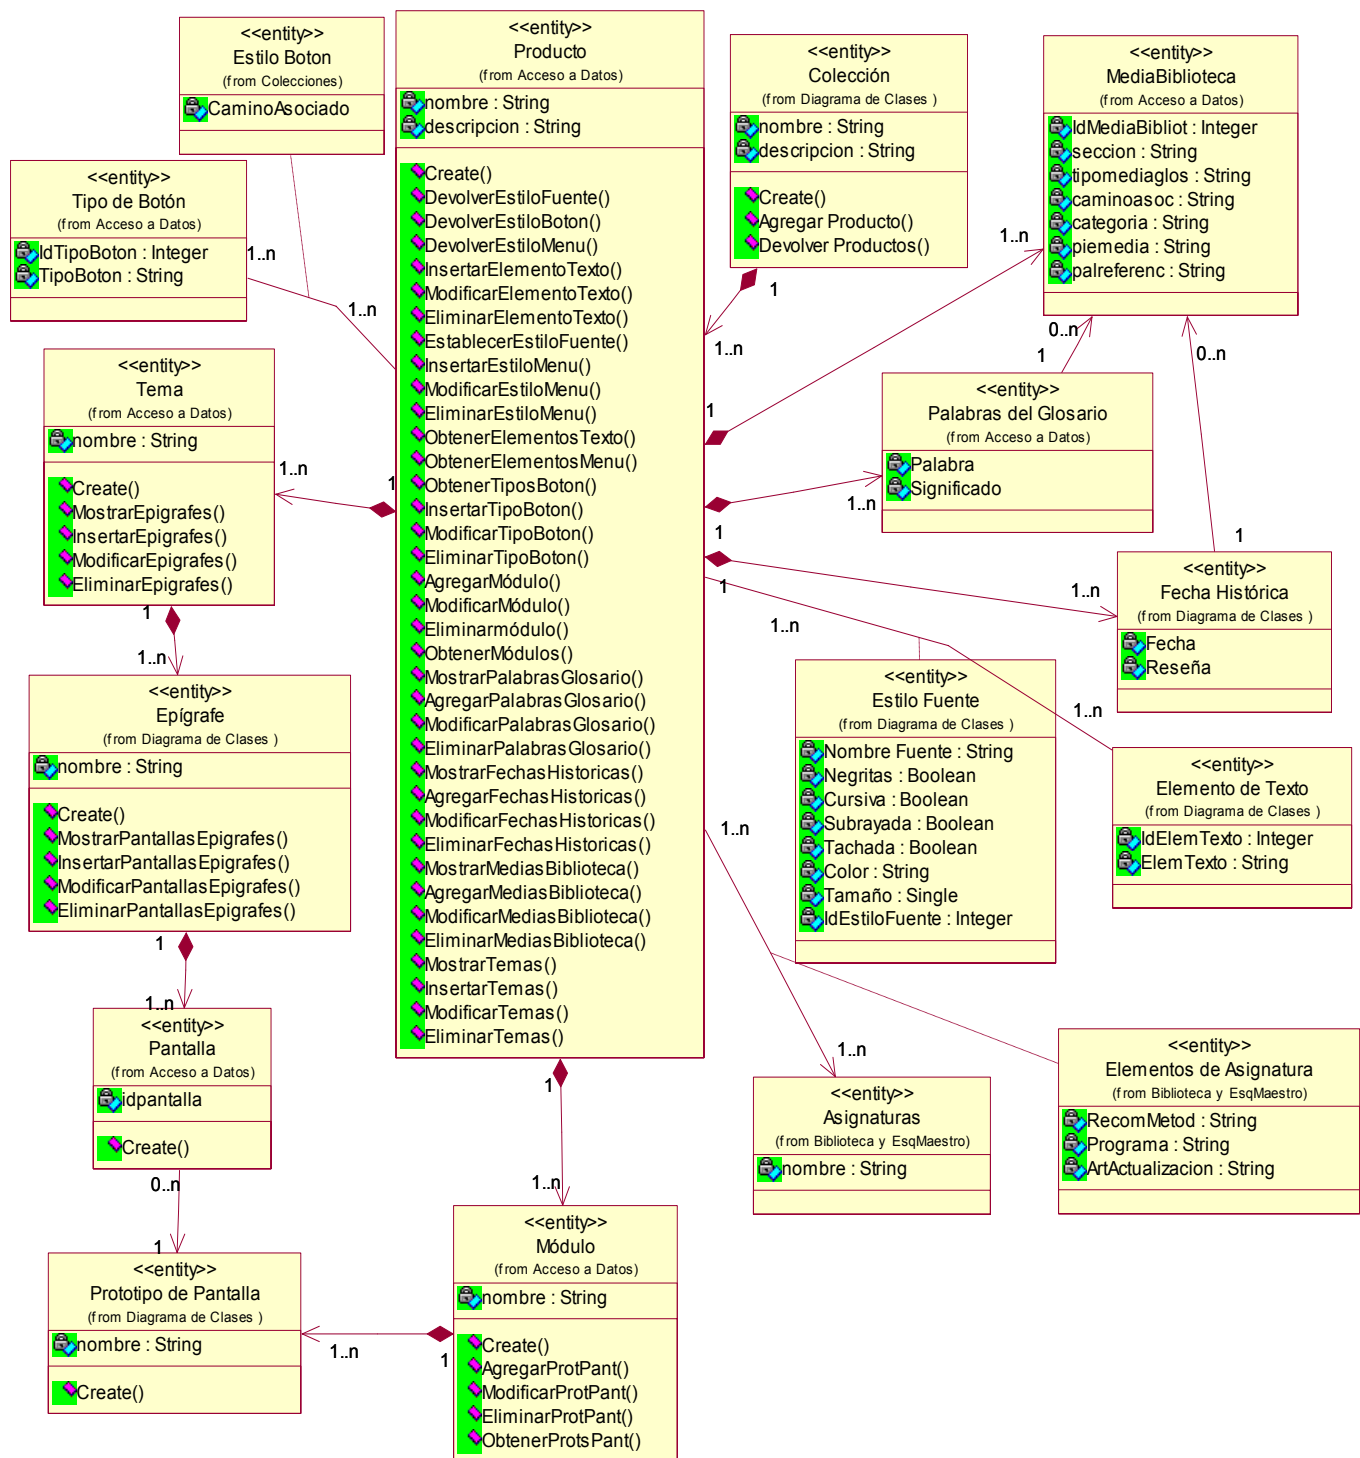 <<entity>>
Estilo Boton
(from Colecciones)
CaminoAsociado
<<entity>>
Producto
(from Acceso a Datos)
nombre : String
descripcion : String
Create()
DevolverEstiloFuente()
DevolverEstiloBoton()
DevolverEstiloMenu()
InsertarElementoTexto()
ModificarElementoTexto()
EliminarElementoTexto()
EstablecerEstiloFuente()
InsertarEstiloMenu()
ModificarEstiloMenu()
EliminarEstiloMenu()
ObtenerElementosTexto()
ObtenerElementosMenu()
ObtenerTiposBoton()
InsertarTipoBoton()
ModificarTipoBoton()
EliminarTipoBoton()
AgregarMódulo()
ModificarMódulo()
Eliminarmódulo()
ObtenerMódulos()
MostrarPalabrasGlosario()
AgregarPalabrasGlosario()
ModificarPalabrasGlosario()
EliminarPalabrasGlosario()
MostrarFechasHistoricas()
AgregarFechasHistoricas()
ModificarFechasHistoricas()
EliminarFechasHistoricas()
MostrarMediasBiblioteca()
AgregarMediasBiblioteca()
ModificarMediasBiblioteca()
EliminarMediasBiblioteca()
MostrarTemas()
InsertarTemas()
ModificarTemas()
EliminarTemas()
<<entity>>
Colección
(from Diagrama de Clases )
nombre : String
descripcion : String
Create()
Agregar Producto()
Devolver Productos()
1
1..n
<<entity>>
MediaBiblioteca
(from Acceso a Datos)
IdMediaBibliot : Integer
seccion : String
tipomediaglos : String
caminoasoc : String
categoria : String
piemedia : String
palreferenc : String
1..n
0..n
1
0..n
<<entity>>
Tipo de Botón
(from Acceso a Datos)
IdTipoBoton : Integer
TipoBoton : String
1..n
1..n
<<entity>>
Tema
(from Acceso a Datos)
nombre : String
Create()
MostrarEpigrafes()
InsertarEpigrafes()
ModificarEpigrafes()
EliminarEpigrafes()
1..n
1
1
1..n
<<entity>>
Palabras del Glosario
(from Acceso a Datos)
Palabra
Significado
1
1..n
1
1
<<entity>>
Fecha Histórica
(from Diagrama de Clases )
Fecha
Reseña
1
1..n
<<entity>>
Epígrafe
(from Diagrama de Clases )
nombre : String
Create()
MostrarPantallasEpigrafes()
InsertarPantallasEpigrafes()
ModificarPantallasEpigrafes()
EliminarPantallasEpigrafes()
1
1..n
<<entity>>
Estilo Fuente
(from Diagrama de Clases )
Nombre Fuente : String
Negritas : Boolean
Cursiva : Boolean
Subrayada : Boolean
Tachada : Boolean
Color : String
Tamaño : Single
IdEstiloFuente : Integer
1..n
1..n
<<entity>>
Elemento de Texto
(from Diagrama de Clases )
IdElemTexto : Integer
ElemTexto : String
1..n
1..n
<<entity>>
Pantalla
(from Acceso a Datos)
idpantalla
Create()
0..n
1
<<entity>>
Asignaturas
(from Biblioteca y EsqMaestro)
nombre : String
<<entity>>
Elementos de Asignatura
(from Biblioteca y EsqMaestro)
RecomMetod : String
Programa : String
ArtActualizacion : String
1
1..n
<<entity>>
Prototipo de Pantalla
(from Diagrama de Clases )
nombre : String
Create()
1..n
1
<<entity>>
Módulo
(from Acceso a Datos)
nombre : String
Create()
AgregarProtPant()
ModificarProtPant()
EliminarProtPant()
ObtenerProtsPant()